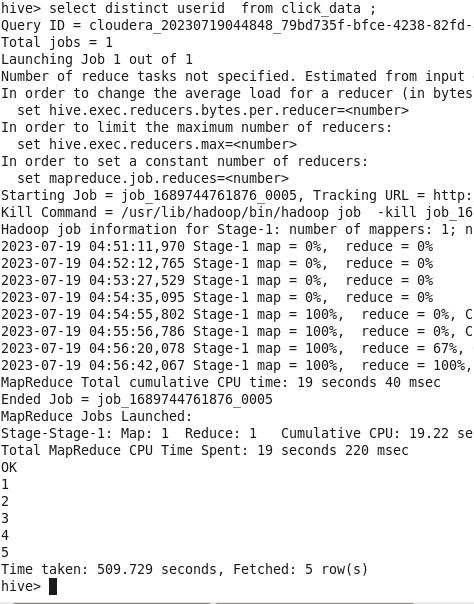 hive> select distinct userid  from click_data ;
Query ID = cloudera_20230719044848_79bd735f-bfce-4238-82fd-
Total jobs = 1
Launching Job 1 out of 1
Number of reduce tasks not specified. Estimated from input
In order to change the average load for a reducer (in bytes
  set hive.exec.reducers.bytes.per.reducer=<number>
In order to limit the maximum number of reducers:
  set hive.exec.reducers.max=<number>
In order to set a constant number of reducers:
  set mapreduce.job.reduces=<number>
Starting Job = job_1689744761876_0005, Tracking URL = http:
Kill Command = /usr/lib/hadoop/bin/hadoop job  -kill job_16
Hadoop job information for Stage-1: number of mappers: 1; n
2023-07-19 04:51:11,970 Stage-1 map = 0%,  reduce = 0%
2023-07-19 04:52:12,765 Stage-1 map = 0%,  reduce = 0%
2023-07-19 04:53:27,529 Stage-1 map = 0%,  reduce = 0%
2023-07-19 04:54:35,095 Stage-1 map = 0%,  reduce = 0%
2023-07-19 04:54:55,802 Stage-1 map = 100%,  reduce = 0%, C
2023-07-19 04:55:56,786 Stage-1 map = 100%,  reduce = 0%, C
2023-07-19 04:56:20,078 Stage-1 map = 100%,  reduce = 67%,
2023-07-19 04:56:42,067 Stage-1 map = 100%,  reduce = 100%,
MapReduce Total cumulative CPU time: 19 seconds 40 msec
Ended Job = job_1689744761876_0005
MapReduce Jobs Launched:
Stage-Stage-1: Map: 1  Reduce: 1   Cumulative CPU: 19.22 se
Total MapReduce CPU Time Spent: 19 seconds 220 msec
OK
1
2
3
4
5
Time taken: 509.729 seconds, Fetched: 5 row(s)
hive>